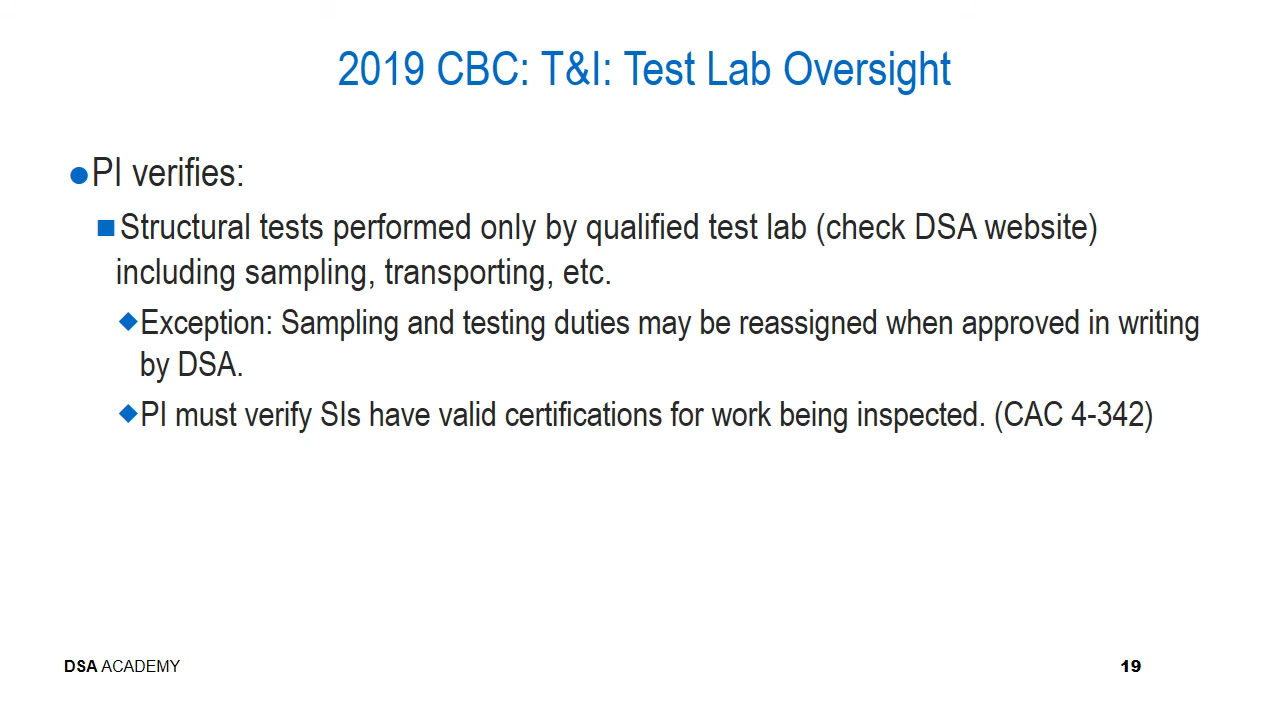 2019 CBC: T&I: Test Lab Oversight
●PI verifies:
■Structural tests performed only by qualified test lab (check DSA website)
including sampling, transporting, etc.
◆Exception: Sampling and testing duties may be reassigned when approved in writing
by DSA.
◆PI must verify SIs have valid certifications for work being inspected. (CAC 4-342)
DSA ACADEMY
19